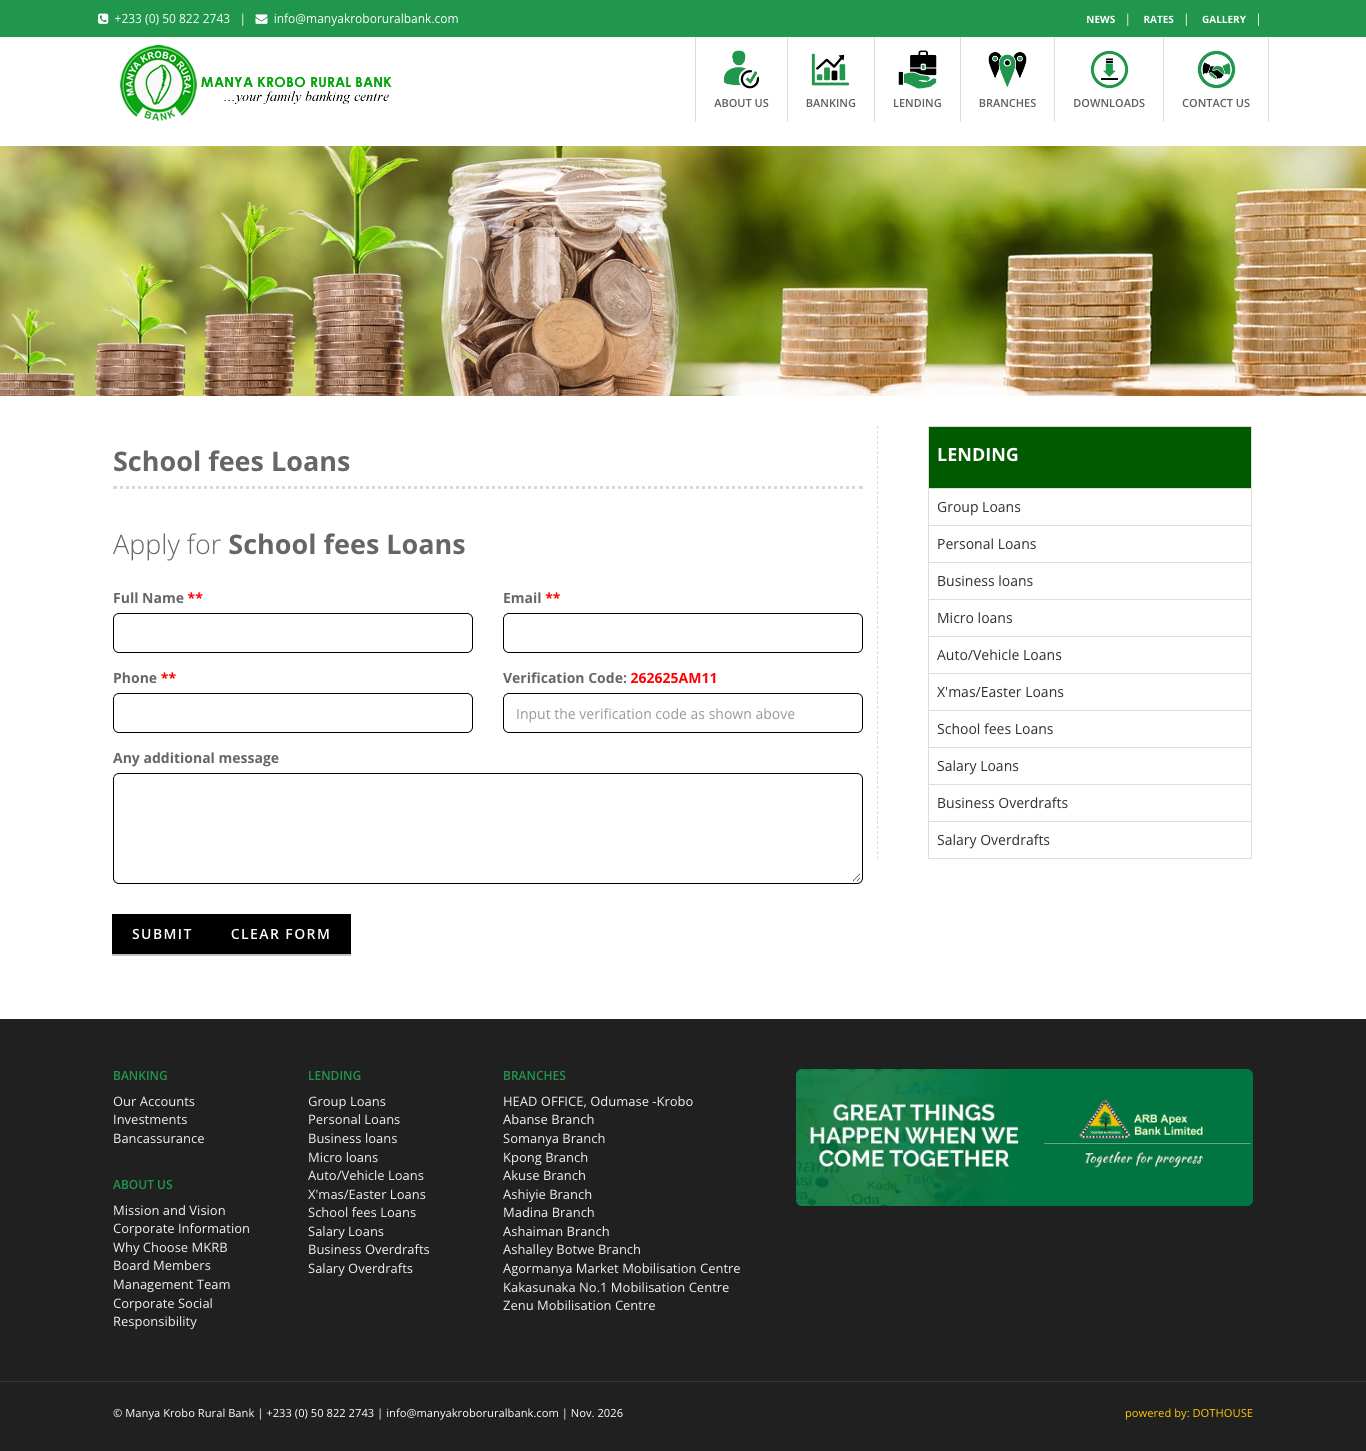 +233 (0) 50 822 2743 | info@manyakroboruralbank.com
NEWS | RATES | GALLERY |
MANYA KROBO RURAL BANK
MANYA KROBO RURAL BANK
...your family banking centre
ABOUT US
BANKING
LENDING
BRANCHES
DOWNLOADS
CONTACT US
School fees Loans
Apply for School fees Loans
Full Name **
Email **
Phone **
Verification Code: 262625AM11
Input the verification code as shown above
Any additional message
SUBMIT
CLEAR FORM
LENDING
Group Loans
Personal Loans
Business loans
Micro loans
Auto/Vehicle Loans
X'mas/Easter Loans
School fees Loans
Salary Loans
Business Overdrafts
Salary Overdrafts
BANKING
Our Accounts
Investments
Bancassurance
ABOUT US
Mission and Vision
Corporate Information
Why Choose MKRB
Board Members
Management Team
Corporate Social
Responsibility
LENDING
Group Loans
Personal Loans
Business loans
Micro loans
Auto/Vehicle Loans
X'mas/Easter Loans
School fees Loans
Salary Loans
Business Overdrafts
Salary Overdrafts
BRANCHES
HEAD OFFICE, Odumase -Krobo
Abanse Branch
Somanya Branch
Kpong Branch
Akuse Branch
Ashiyie Branch
Madina Branch
Ashaiman Branch
Ashalley Botwe Branch
Agormanya Market Mobilisation Centre
Kakasunaka No.1 Mobilisation Centre
Zenu Mobilisation Centre
GREAT THINGS
HAPPEN WHEN WE
COME TOGETHER
ARB Apex
Bank Limited
Together for progress
Oda
© Manya Krobo Rural Bank | +233 (0) 50 822 2743 | info@manyakroboruralbank.com | Nov. 2026
powered by: DOTHOUSE